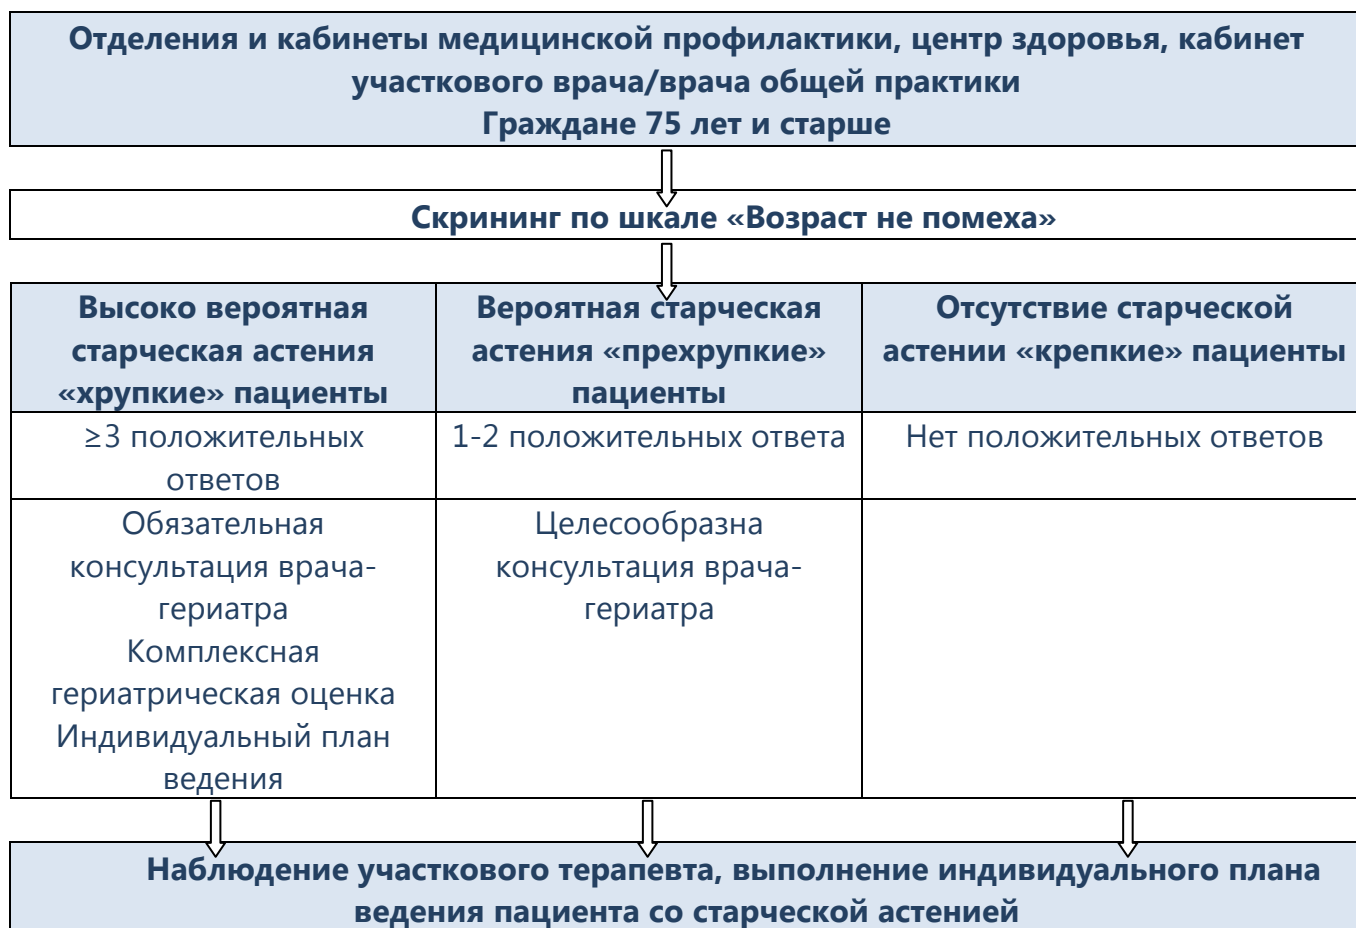 Отделения и кабинеты медицинской профилактики, центр здоровья, кабинет
участкового врача/врача общей практики
Граждане 75 лет и старше
Скрининг по шкале «Возраст не помеха»
Высоко вероятная
старческая астения
«хрупкие» пациенты
Вероятная старческая
астения «прехрупкие»
пациенты
Отсутствие старческой
астении «крепкие» пациенты
≥3 положительных
ответов
1-2 положительных ответа
Нет положительных ответов
Обязательная
консультация врача-
гериатра
Комплексная
гериатрическая оценка
Индивидуальный план
ведения
Целесообразна
консультация врача-
гериатра
Наблюдение участкового терапевта, выполнение индивидуального плана
ведения пациента со старческой астенией